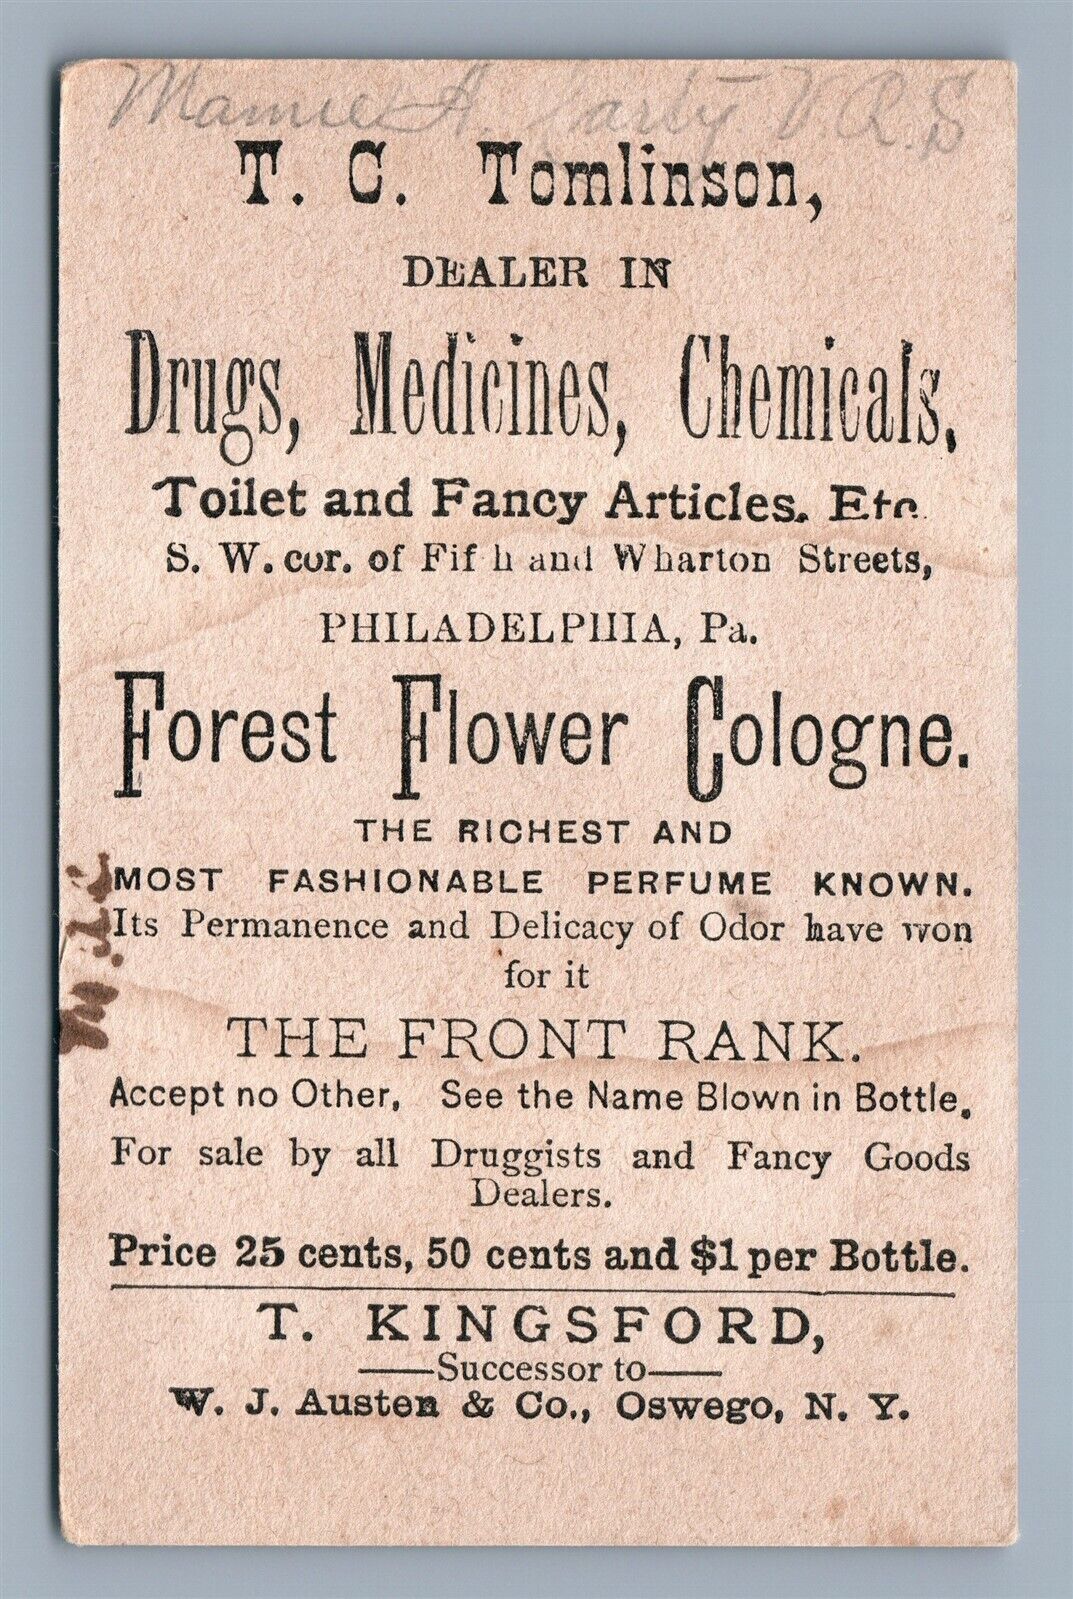 Mamie A. V. R. S
T. C. Tomlinson,
DEALER IN
Drugs, Medicines, Chemicals,
Toilet and Fancy Articles. Etc.
S. W. cor. of Fifth and Wharton Streets,
PHILADELPHIA, Pa.
Forest Flower Cologne.
THE RICHEST AND
MOST FASHIONABLE PERFUME KNOWN.
Its Permanence and Delicacy of Odor have won
for it
THE FRONT RANK.
Accept no Other, See the Name Blown in Bottle.
For sale by all Druggists and Fancy Goods
Dealers.
Price 25 cents, 50 cents and $1 per Bottle.
T. KINGSFORD,
—Successor to—
W. J. Austen & Co., Oswego, N. Y.